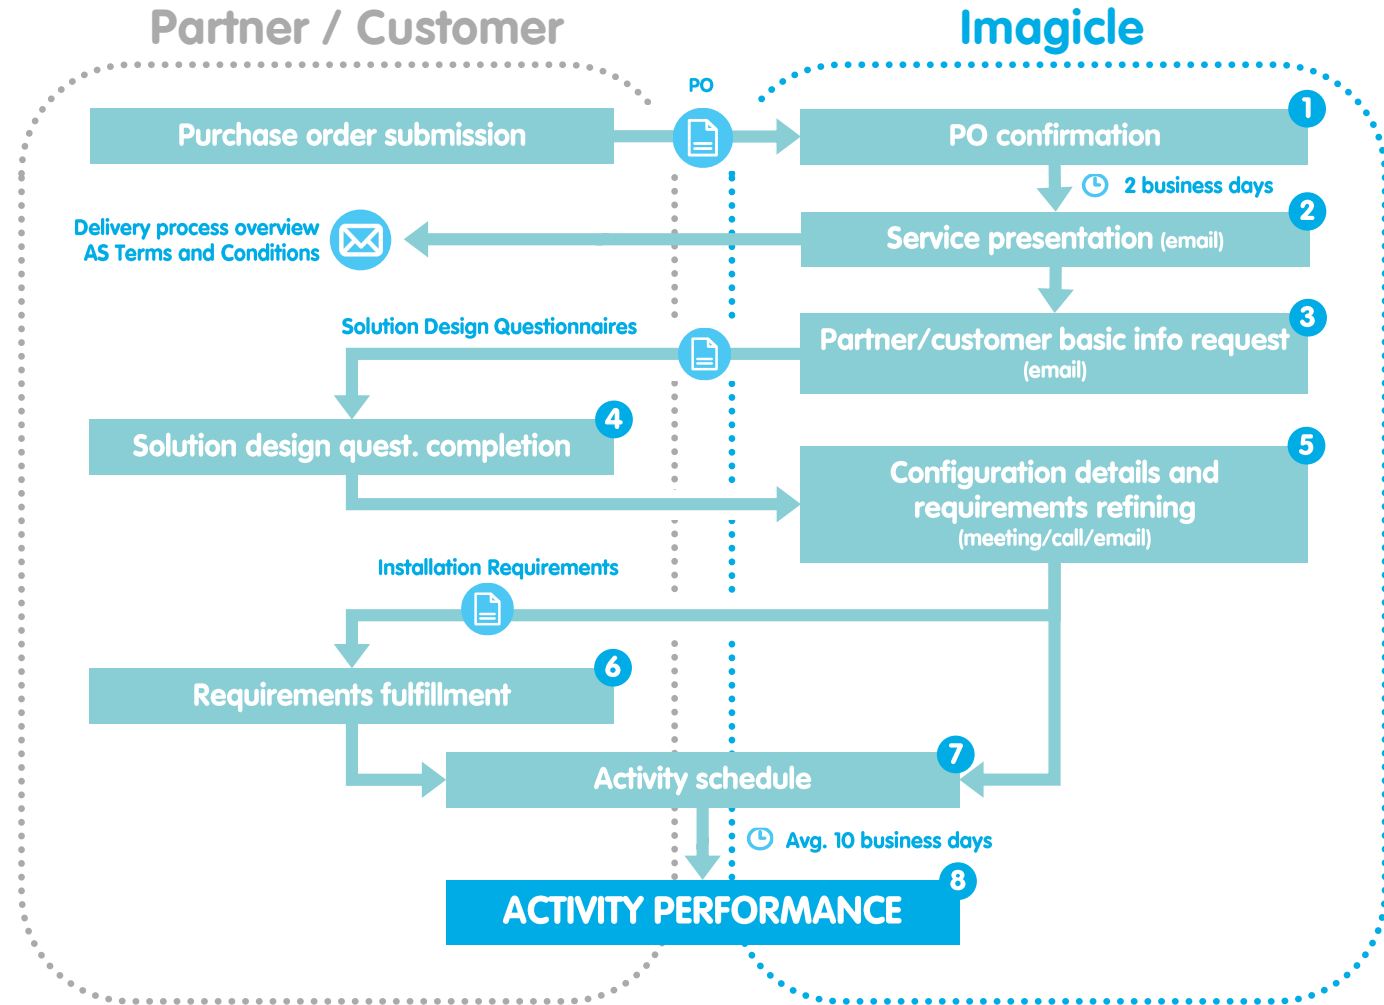 Partner / Customer
Imagicle
PO
Purchase order submission
PO confirmation
1
2 business days
Delivery process overview
AS Terms and Conditions
Service presentation (email)
2
Solution Design Questionnaires
Partner/customer basic info request
(email)
3
Solution design quest. completion
4
Configuration details and
requirements refining
(meeting/call/email)
5
Installation Requirements
Requirements fulfillment
6
Activity schedule
7
Avg. 10 business days
ACTIVITY PERFORMANCE
8